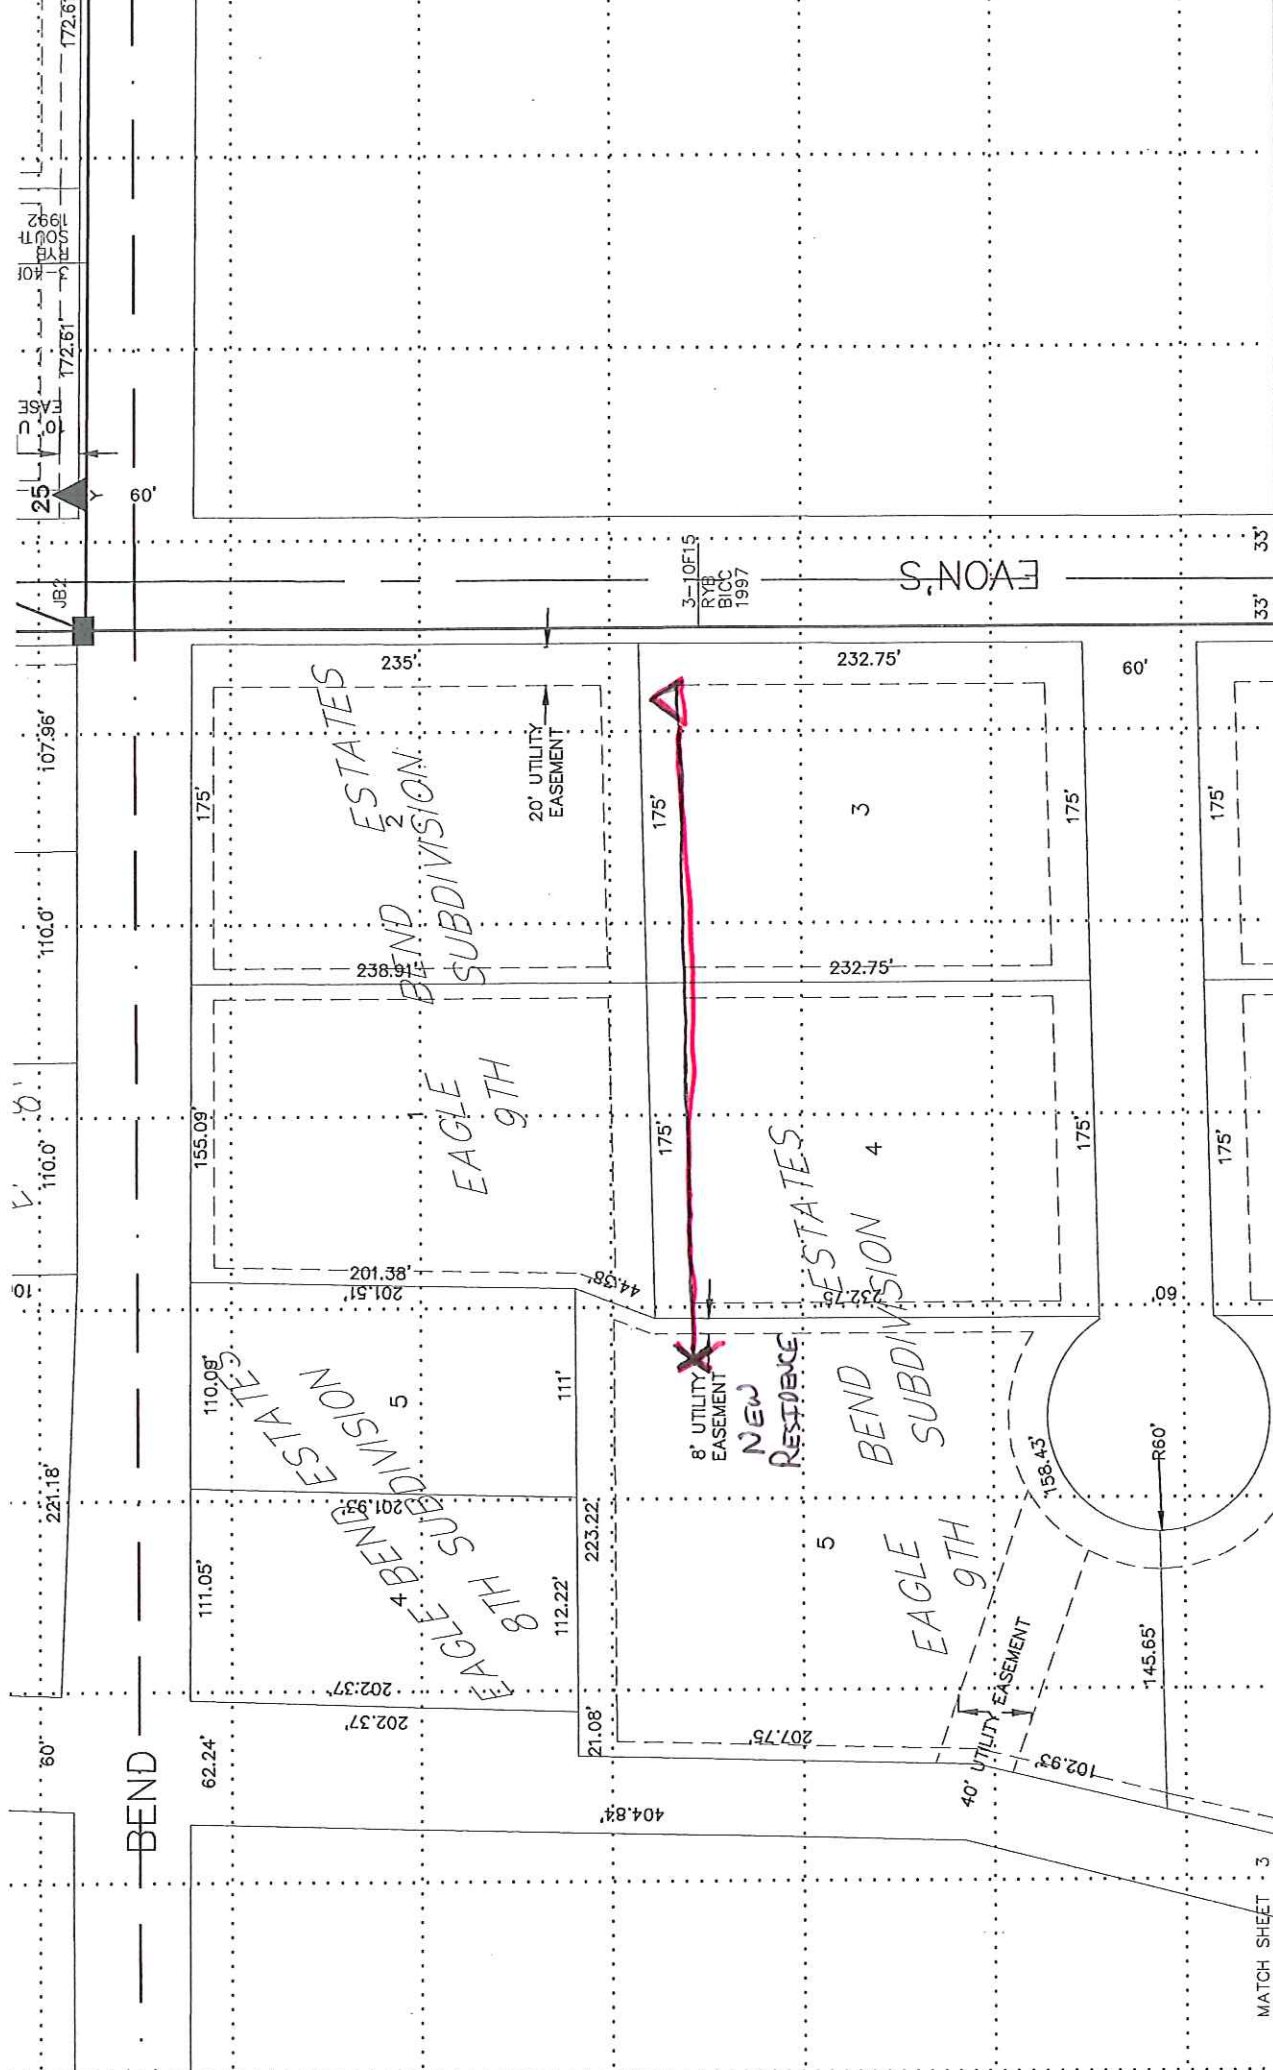 172.61'
1992
SOUTH
RYB
172.61'
EASE
10' U
25
Y
60'
JB2
3-10F15
RYB
BICC
1997
EVON'S
33'
33'
107.96'
235'
232.75'
60'
20' UTILITY
EASEMENT
175'
175'
175'
175'
ESTATES
2
BEND
SUBDIVISION
3
110.0'
238.91'
232.75'
155.09'
1
EAGLE
9TH
175'
175'
175'
4
110.0'
201.38'
201.51'
44.38'
232.75'
60'
ESTATES
BEND
SUBDIVISION
EAGLE
9TH
5
110.09'
5
111'
8' UTILITY
EASEMENT
NEW
RESIDENCE
221.18'
201.93'
223.22'
158.43'
R60'
ESTATES
EAGLE BEND
SUBDIVISION
8TH
4
111.05'
112.22'
202.37'
202.37'
21.08'
207.75'
40' UTILITY EASEMENT
145.65'
102.93'
60'
BEND
62.24'
404.84'
MATCH SHEET 3